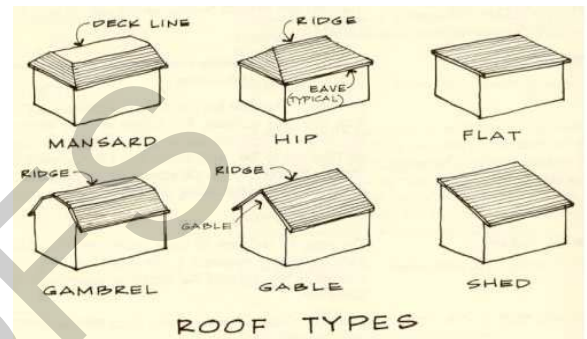 DECK LINE
RIDGE
EAVE
(TYPICAL)
MANSARD
HIP
FLAT
RIDGE
RIDGE
GABLE
GAMBREL
GABLE
SHED
ROOF TYPES